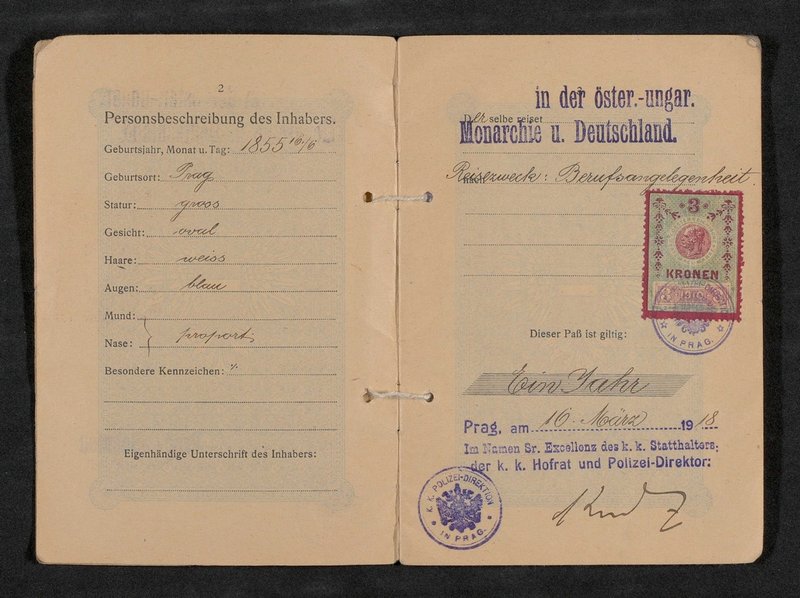 2
Personsbeschreibung des Inhabers.
Geburtsjahr, Monat u. Tag: 1855 10/6
Geburtsort: Prag
Statur: gross
Gesicht: oval
Haare: weiss
Augen: blau
Mund:
Nase: proport.
Besondere Kennzeichen: ./.
Eigenhändige Unterschrift des Inhabers:
in der öster.-ungar.
Derselbe reiset
Monarchie u. Deutschland.
nach
Reisezweck: Berufsangelegenheit.
3
KRONEN
IN PRAG.
Dieser Paß ist giltig:
Ein Jahr
Prag, am 16. März 1918
Im Namen Sr. Excellenz des k. k. Statthalters:
der k. k. Hofrat und Polizei-Direktor:
K. K. POLIZEI-DIREKTION
IN PRAG.